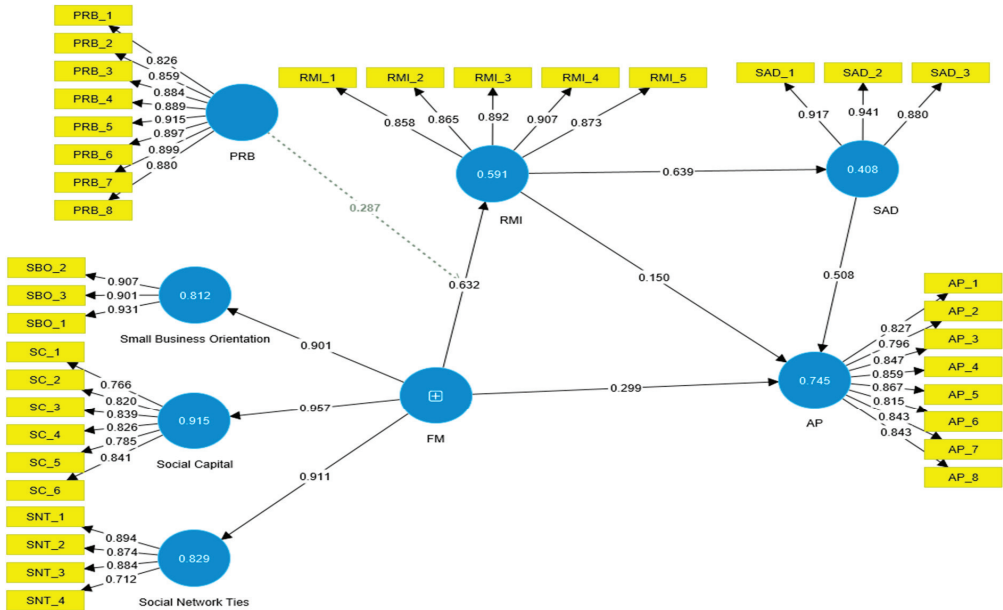 PRB_1
PRB_2
PRB_3
PRB_4
PRB_5
PRB_6
PRB_7
PRB_8
0.826
0.859
0.884
0.889
0.915
0.897
0.899
0.880
PRB
0.287
RMI_1
RMI_2
RMI_3
RMI_4
RMI_5
0.858
0.865
0.892
0.907
0.873
0.591
RMI
0.639
SAD_1
SAD_2
SAD_3
0.917
0.941
0.880
0.408
SAD
0.632
0.150
0.508
SBO_2
SBO_3
SBO_1
0.907
0.901
0.931
0.812
Small Business Orientation
0.901
SC_1
SC_2
SC_3
SC_4
SC_5
SC_6
0.766
0.820
0.839
0.826
0.785
0.841
0.915
Social Capital
0.957
FM
0.299
0.911
SNT_1
SNT_2
SNT_3
SNT_4
0.894
0.874
0.884
0.712
0.829
Social Network Ties
0.745
AP
0.827
0.796
0.847
0.859
0.867
0.815
0.843
0.843
AP_1
AP_2
AP_3
AP_4
AP_5
AP_6
AP_7
AP_8